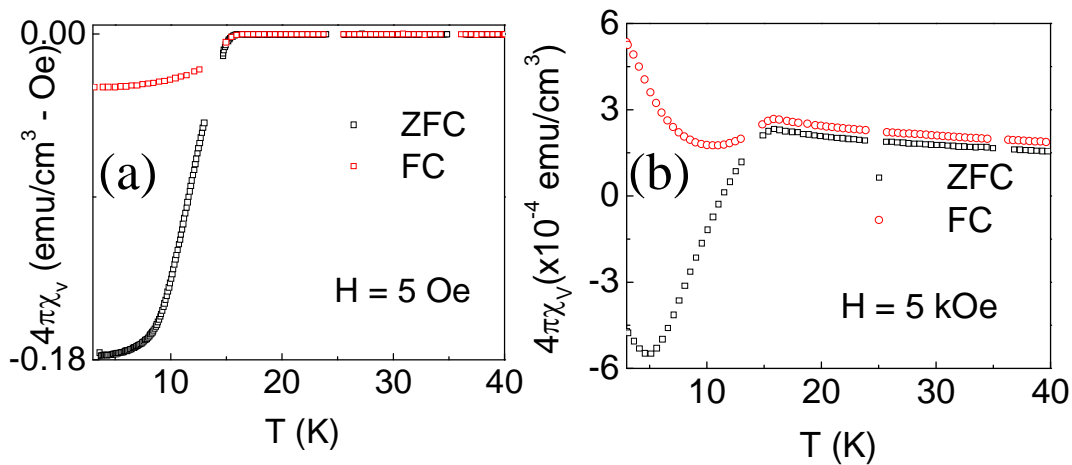 0.00
-0.18
4πχv (emu/cm³ - Oe)
(a)
ZFC
FC
H = 5 Oe
10
20
30
40
T (K)
6
3
0
-3
-6
4πχV(x10⁻⁴ emu/cm³)
(b)
ZFC
FC
H = 5 kOe
10
20
30
40
T (K)